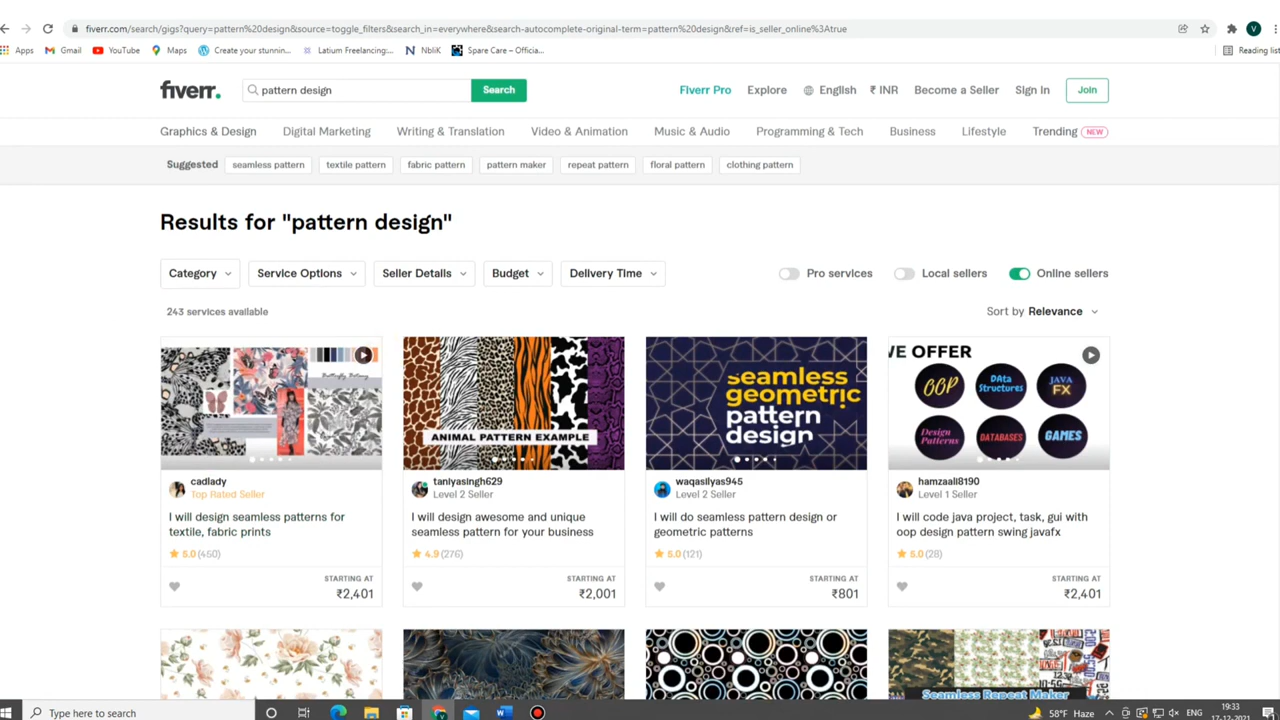 fiverr.com/search/gigs?query=pattern%20design&source=toggle_filters&search_in=everywhere&search-autocomplete-original-term=pattern%20design&ref=is_seller_online%3Atrue
Apps Gmail YouTube Maps Create your stunnin... Latium Freelancing:... NbliK Spare Care – Officia... Reading list
fiverr. pattern design Search Fiverr Pro Explore English ₹ INR Become a Seller Sign In Join
Graphics & Design Digital Marketing Writing & Translation Video & Animation Music & Audio Programming & Tech Business Lifestyle Trending NEW
Suggested seamless pattern textile pattern fabric pattern pattern maker repeat pattern floral pattern clothing pattern
Results for "pattern design"
Category Service Options Seller Details Budget Delivery Time Pro services Local sellers Online sellers
243 services available Sort by Relevance
cadlady
Top Rated Seller
I will design seamless patterns for
textile, fabric prints
5.0 (450)
STARTING AT
₹2,401
ANIMAL PATTERN EXAMPLE
taniyasingh629
Level 2 Seller
I will design awesome and unique
seamless pattern for your business
4.9 (276)
STARTING AT
₹2,001
seamless
geometric
pattern
design
waqasilyas945
Level 2 Seller
I will do seamless pattern design or
geometric patterns
5.0 (121)
STARTING AT
₹801
WE OFFER
OOP DAta Structures JAVA FX
Design Patterns DATABASES GAMES
hamzaali8190
Level 1 Seller
I will code java project, task, gui with
oop design pattern swing javafx
5.0 (28)
STARTING AT
₹2,401
Seamless Repeat Maker
Type here to search 58°F Haze ENG 19:33
17-12-2021